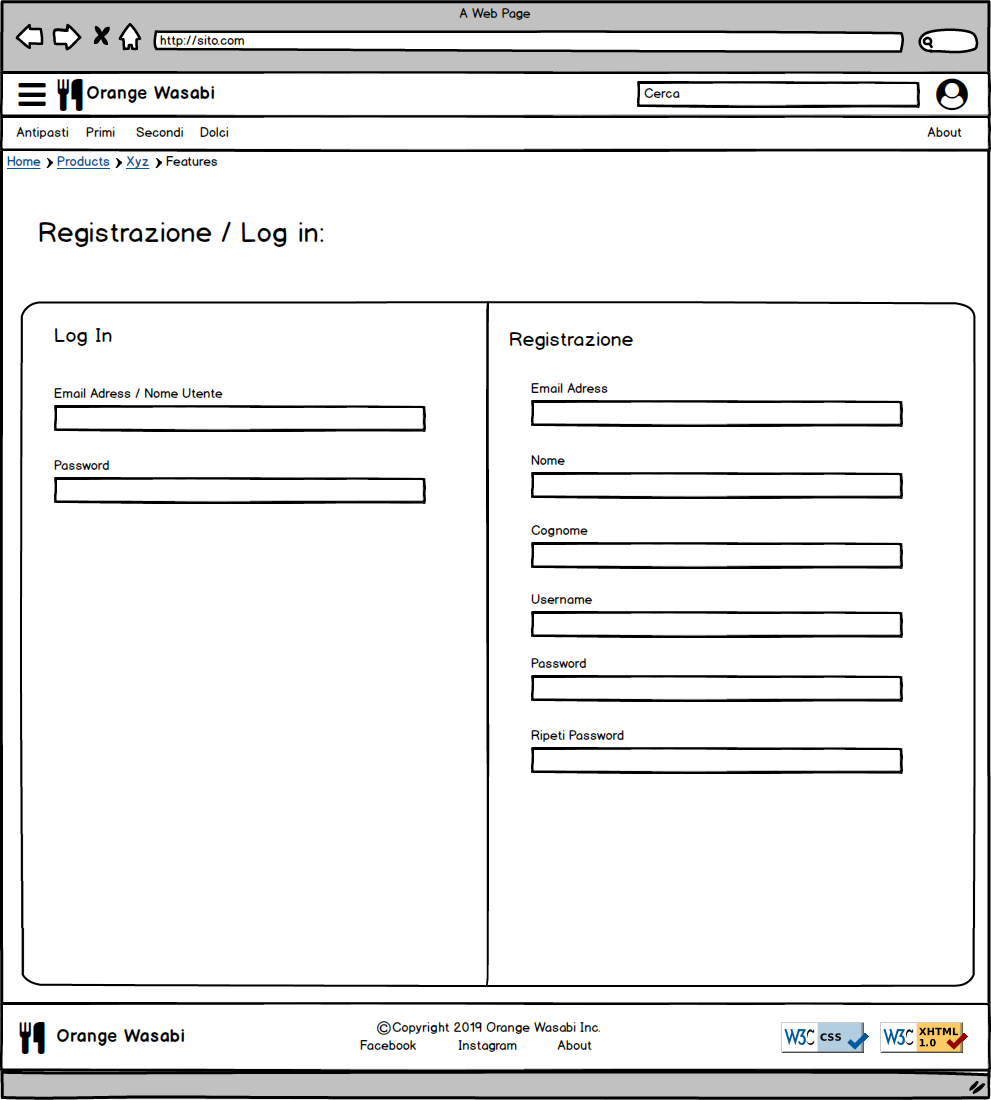 A Web Page
http://sito.com
Orange Wasabi
Cerca
Antipasti Primi Secondi Dolci About
Home Products Xyz Features
Registrazione / Log in:
Log In
Email Adress / Nome Utente
Password
Registrazione
Email Adress
Nome
Cognome
Username
Password
Ripeti Password
Orange Wasabi
©Copyright 2019 Orange Wasabi Inc.
Facebook Instagram About
W3C CSS
W3C XHTML 1.0